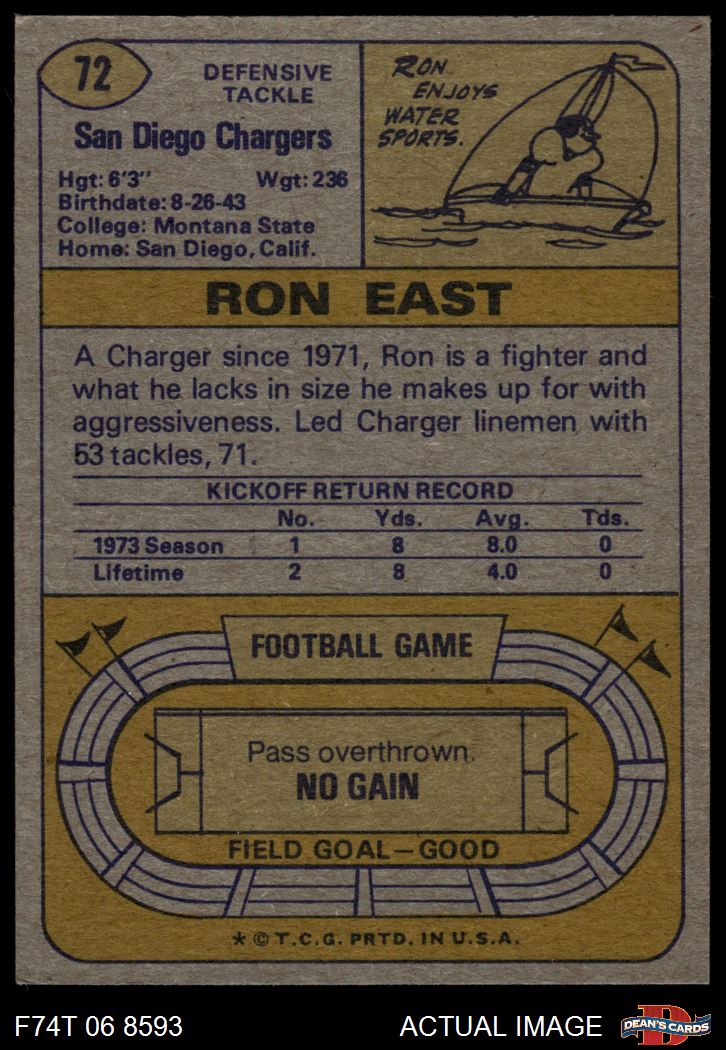 72
DEFENSIVE
TACKLE
San Diego Chargers
Hgt: 6'3" Wgt: 236
Birthdate: 8-26-43
College: Montana State
Home: San Diego, Calif.
RON
ENJOYS
WATER
SPORTS.
RON EAST
A Charger since 1971, Ron is a fighter and
what he lacks in size he makes up for with
aggressiveness. Led Charger linemen with
53 tackles, 71.
KICKOFF RETURN RECORD
No. Yds. Avg. Tds.
1973 Season 1 8 8.0 0
Lifetime 2 8 4.0 0
FOOTBALL GAME
Pass overthrown.
NO GAIN
FIELD GOAL—GOOD
* © T.C.G. PRTD. IN U.S.A.
F74T 06 8593 ACTUAL IMAGE
D
DEAN'S CARDS